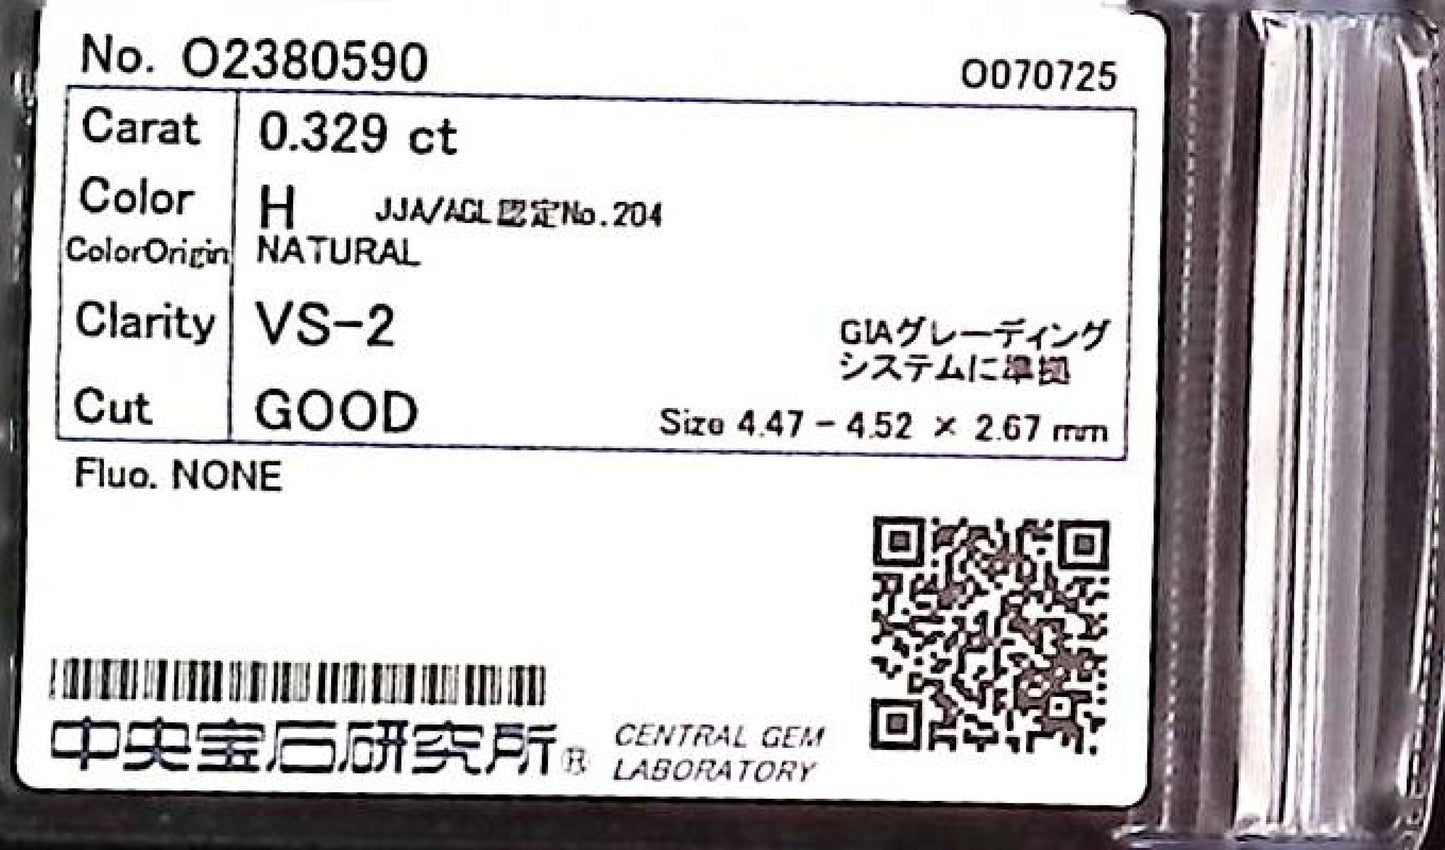 No. O2380590
O070725
Carat 0.329 ct
Color H JJA/AGL認定No.204
ColorOrigin NATURAL
Clarity VS-2
GIAグレーディング
システムに準拠
Cut GOOD
Size 4.47 - 4.52 × 2.67 mm
Fluo. NONE
中央宝石研究所®
CENTRAL GEM
LABORATORY